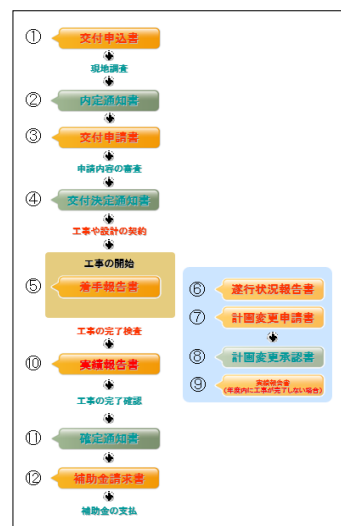 ① 交付申込書
現地調査
② 内定通知書
③ 交付申請書
申請内容の審査
④ 交付決定通知書
工事や設計の契約
工事の開始
⑤ 着手報告書
工事の完了検査
⑩ 実績報告書
工事の完了確認
⑪ 確定通知書
⑫ 補助金請求書
補助金の支払
⑥ 遂行状況報告書
⑦ 計画変更申請書
⑧ 計画変更承認書
⑨ 実績報告書
(年度内に工事が完了しない場合)